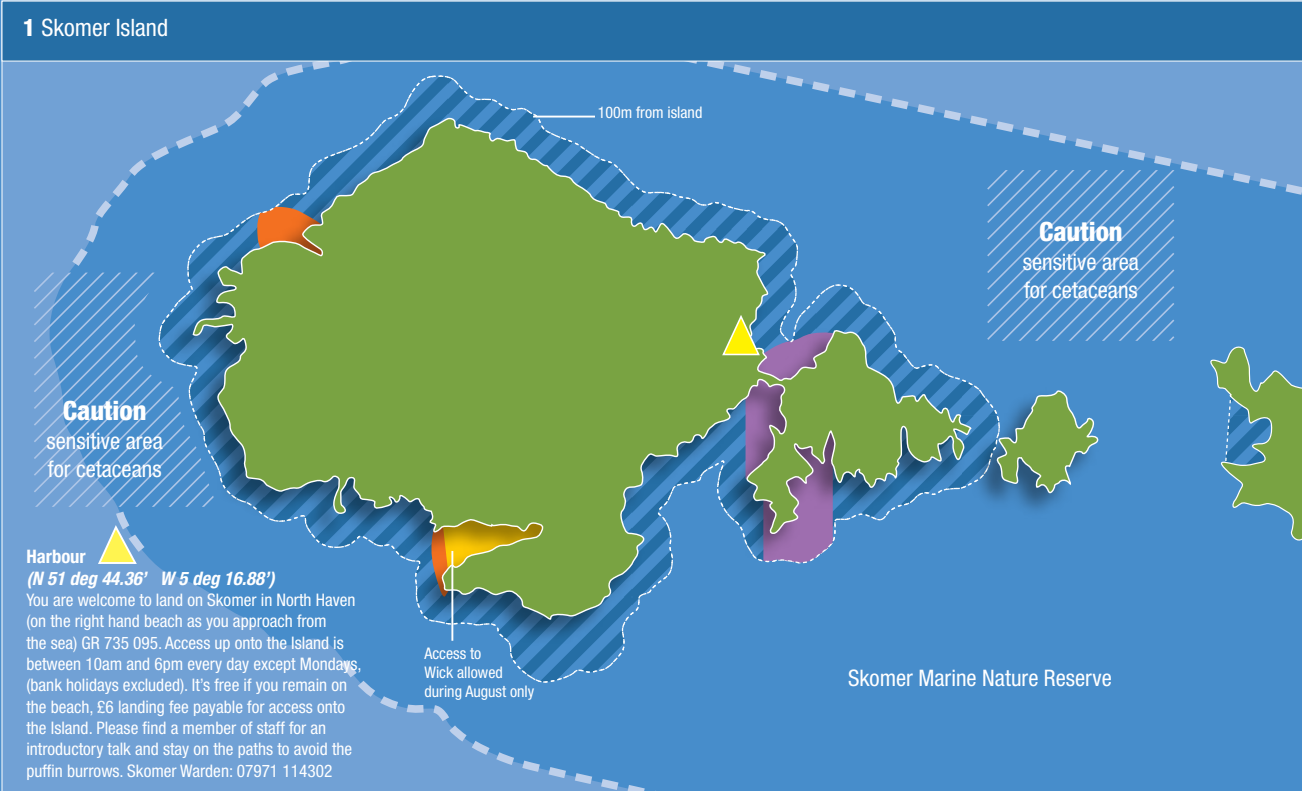 1 Skomer Island
100m from island
Caution
sensitive area
for cetaceans
Caution
sensitive area
for cetaceans
Harbour
(N 51 deg 44.36' W 5 deg 16.88')
You are welcome to land on Skomer in North Haven
(on the right hand beach as you approach from
the sea) GR 735 095. Access up onto the Island is
between 10am and 6pm every day except Mondays,
(bank holidays excluded). It's free if you remain on
the beach, £6 landing fee payable for access onto
the Island. Please find a member of staff for an
introductory talk and stay on the paths to avoid the
puffin burrows. Skomer Warden: 07971 114302
Access to
Wick allowed
during August only
Skomer Marine Nature Reserve